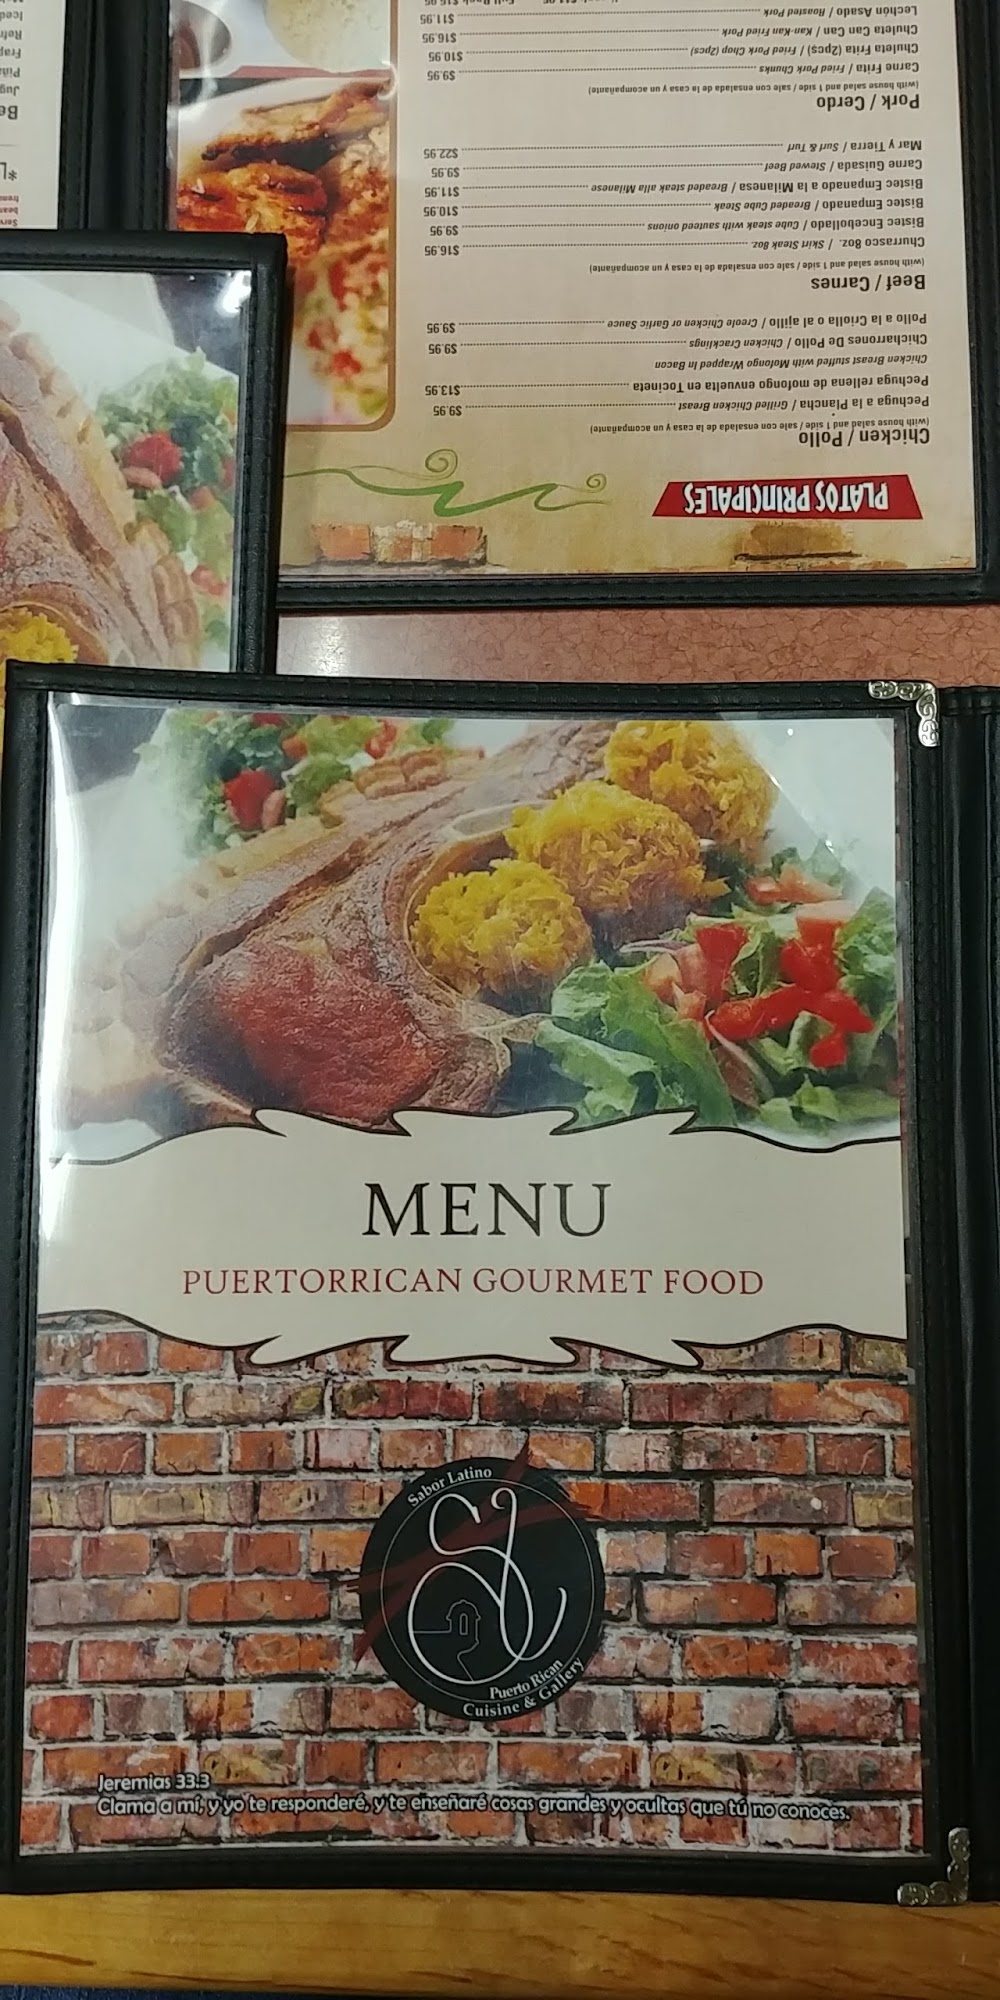 PLATOS PRINCIPALES
Chicken / Pollo
(with house salad and 1 side / sale con ensalada de la casa y un acompañante)
Pechuga a la Plancha / Grilled Chicken Breast $9.95
Pechuga rellena de mofongo envuelta en Tocineta $13.95
Chicken Breast stuffed with Mofongo Wrapped In Bacon
Chicharrones De Pollo / Chicken Cracklings $9.95
Pollo a la Criolla o al ajillo / Creole Chicken or Garlic Sauce $9.95
Beef / Carnes
(with house salad and 1 side / sale con ensalada de la casa y un acompañante)
Churrasco 8oz. / Skirt Steak 8oz. $16.95
Bistec Encebollado / Cube steak with sauteed onions $9.95
Bistec Empanado / Breaded Cube Steak $10.95
Bistec Empanado a la Milanesa / Breaded steak alla Milanese $11.95
Carne Guisada / Stewed Beef $9.95
Mar y Tierra / Surf & Turf $22.95
Pork / Cerdo
(with house salad and 1 side / sale con ensalada de la casa y un acompañante)
Carne Frita / Fried Pork Chunks $9.95
Chuleta Frita (2pcs) / Fried Pork Chop (2pcs) $10.95
Chuleta Can Can / Kan-Kan Fried Pork $16.95
Lechon Asado / Roasted Pork $11.95
MENU
PUERTORRICAN GOURMET FOOD
Sabor Latino
SL
Puerto Rican
Cuisine & Gallery
Jeremias 33.3
Clama a mí, y yo te responderé, y te enseñaré cosas grandes y ocultas que tú no conoces.